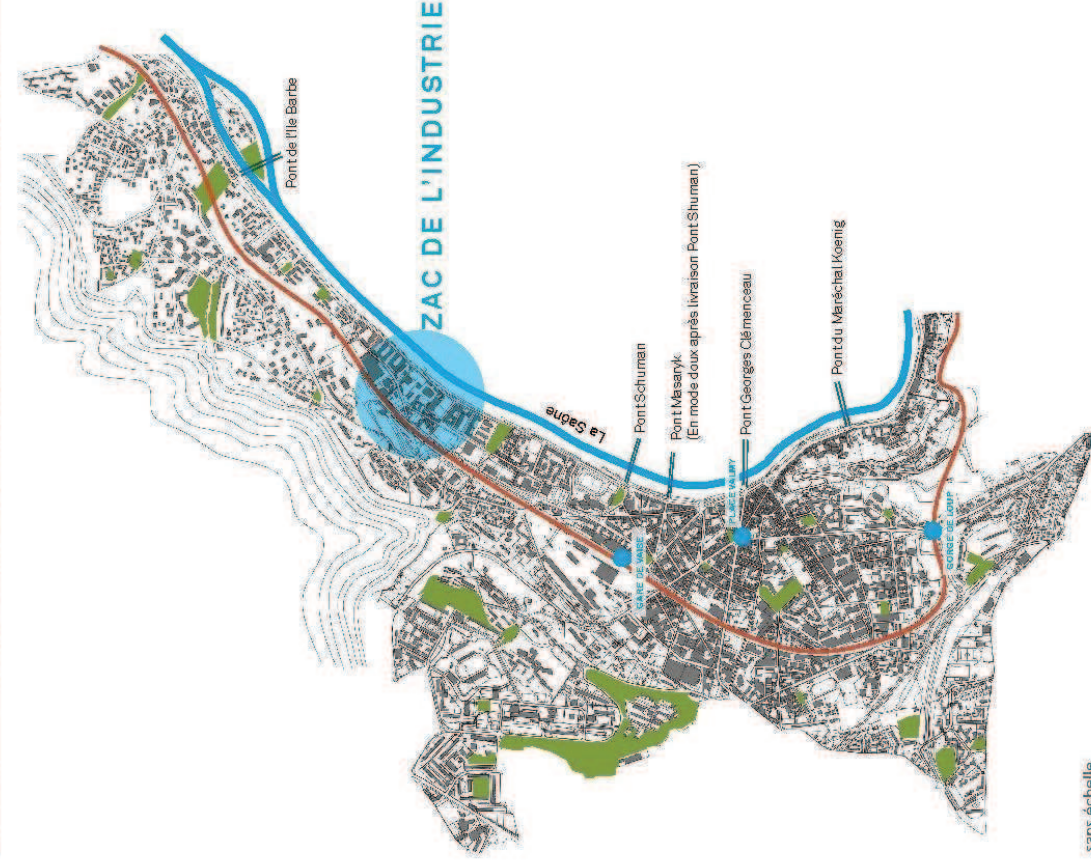 Pont de l'Ile Barbe
ZAC DE L'INDUSTRIE
La Saône
Pont Schuman
Pont Masaryk
(En mode doux après livraison Pont Shuman)
GARE DE VAISE
PLACE VALMY
Pont Georges Clémenceau
Pont du Maréchal Koenig
GORGE DE LOUP
sans échelle